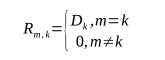 R_{m,k} = { D_k, m=k
0, m≠k